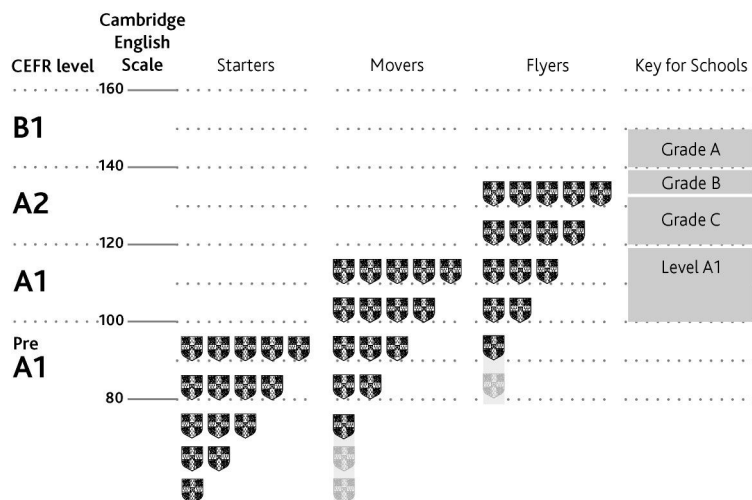 Cambridge
English
CEFR level Scale Starters Movers Flyers Key for Schools
160
B1
Grade A
140
Grade B
A2
Grade C
120
Level A1
A1
100
Pre
A1
80